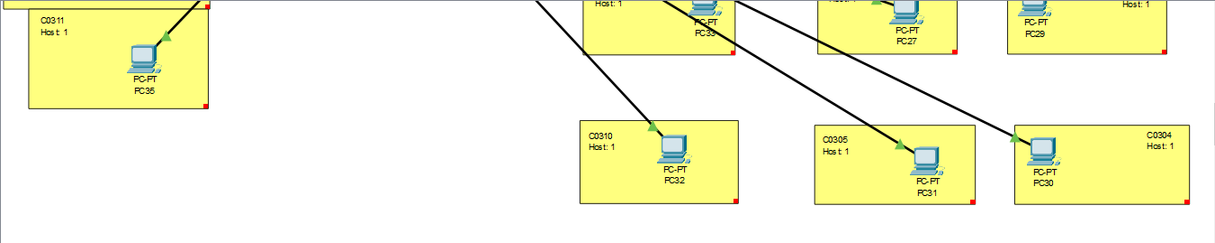 C0311
Host: 1
PC-PT
PC35
Host: 1
PC-PT
PC33
PC-PT
PC27
PC-PT
PC29
Host: 1
C0310
Host: 1
PC-PT
PC32
C0305
Host: 1
PC-PT
PC31
C0304
Host: 1
PC-PT
PC30